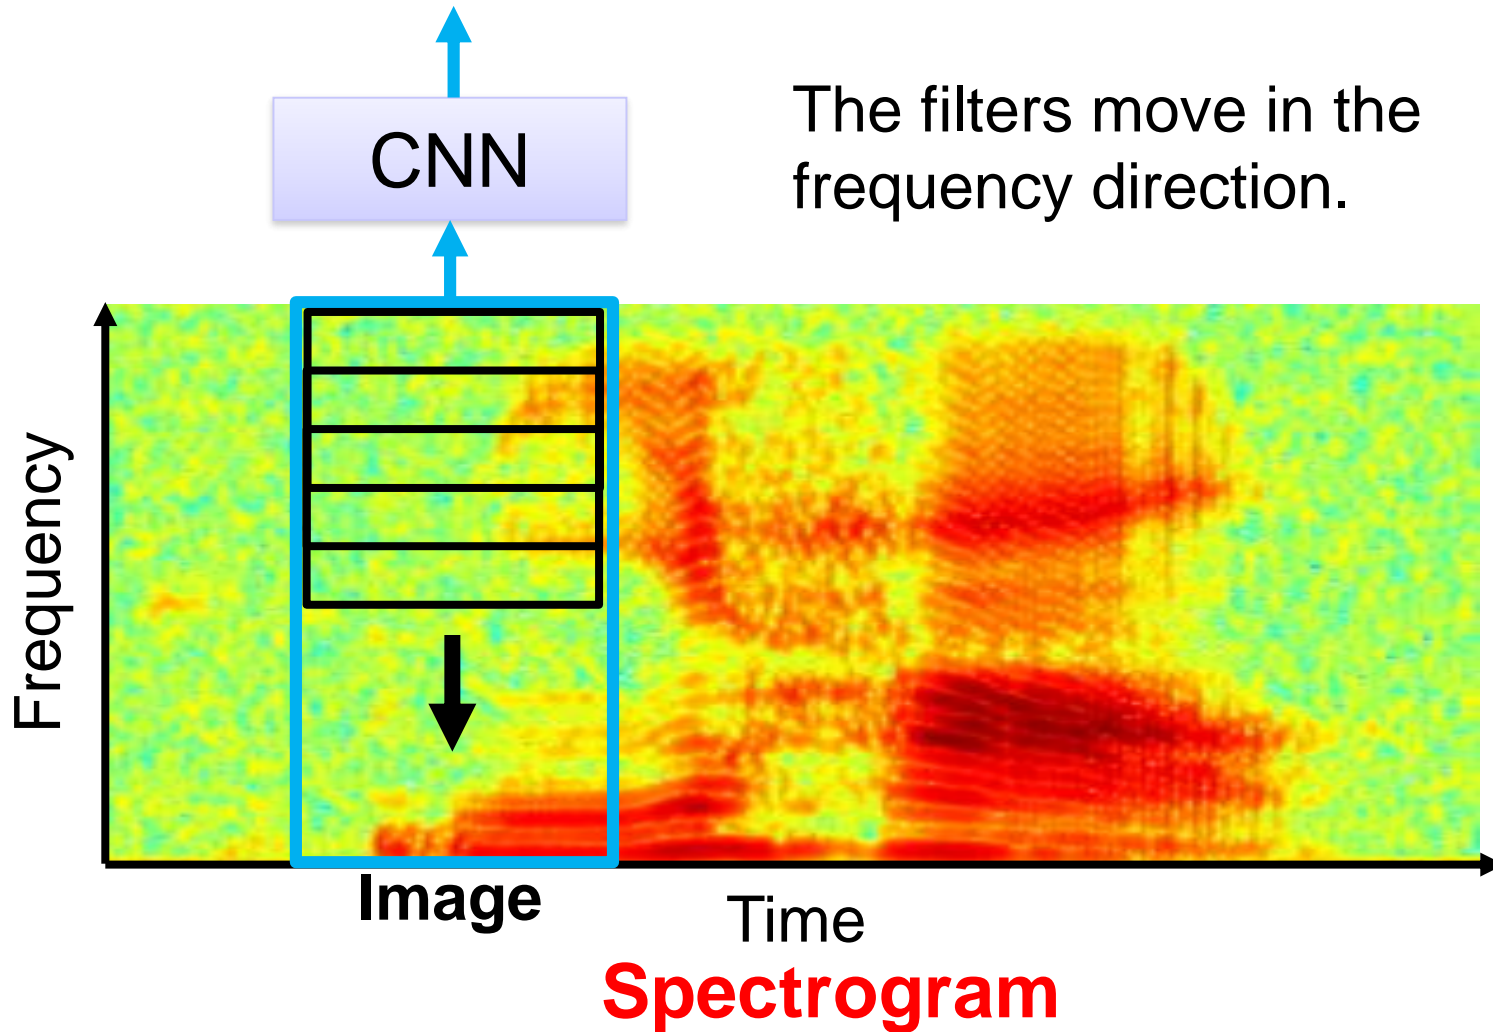 CNN
The filters move in the
frequency direction.
Frequency
Image
Time
Spectrogram